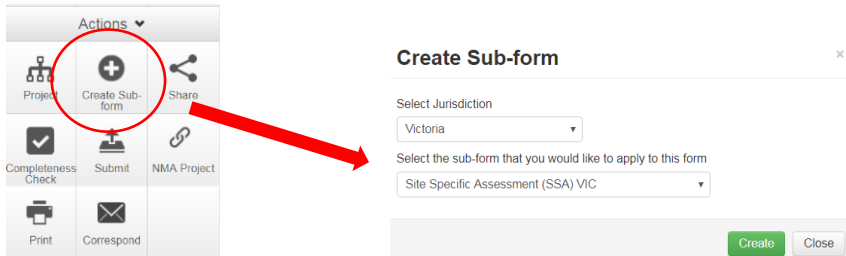 Actions
Project
Create Sub-
form
Share
Completeness
Check
Submit
NMA Project
Print
Correspond
Create Sub-form
×
Select Jurisdiction
Victoria
Select the sub-form that you would like to apply to this form
Site Specific Assessment (SSA) VIC
Create
Close